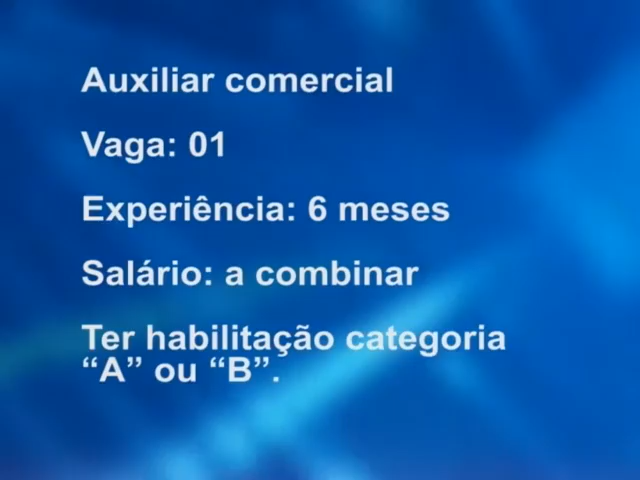 Auxiliar comercial
Vaga: 01
Experiência: 6 meses
Salário: a combinar
Ter habilitação categoria
“A” ou “B”.